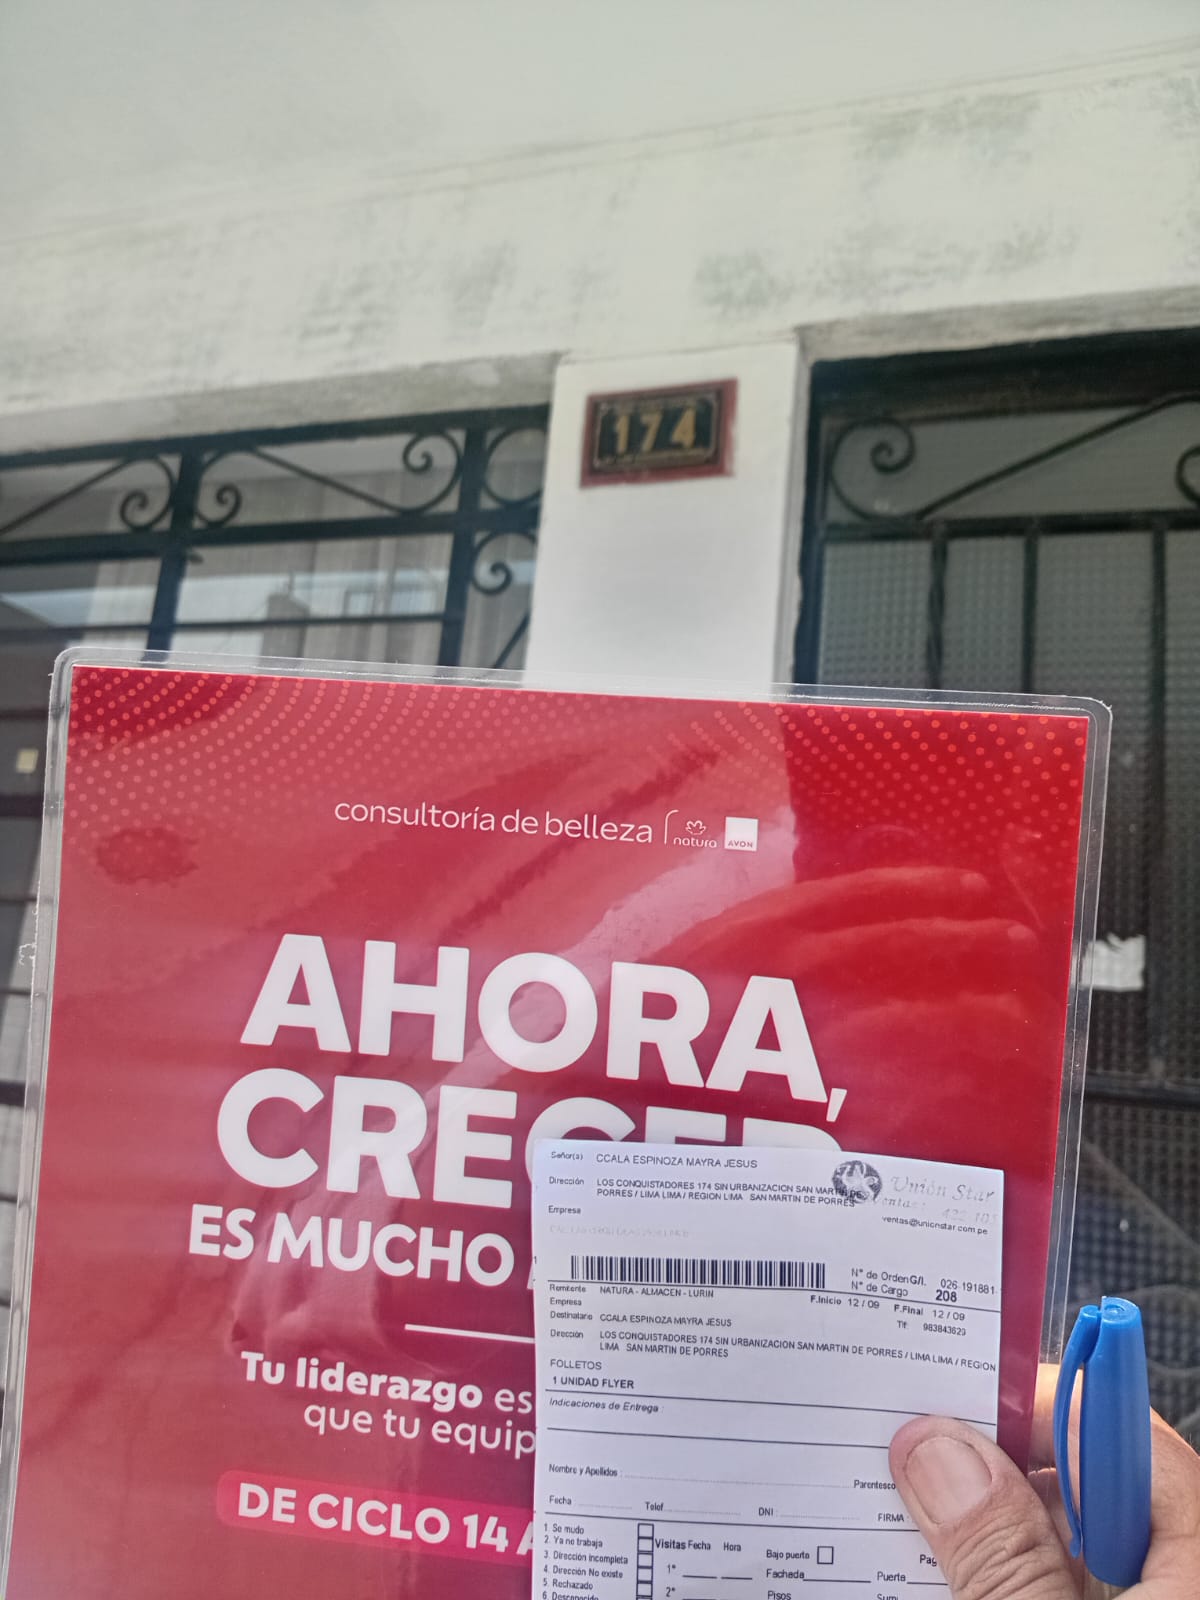 174
consultoría de belleza natura AVON
AHORA,
CRECER
ES MUCHO
Tu liderazgo es
que tu equip
DE CICLO 14 A
Señor(a) CCALA ESPINOZA MAYRA JESUS
Dirección LOS CONQUISTADORES 174 SIN URBANIZACION SAN MARTIN DE
PORRES / LIMA LIMA / REGION LIMA SAN MARTIN DE PORRES
Unión Star
Ventas:
ventas@unionstar.com.pe
Empresa
N° de Orden G/I. 026-191881
N° de Cargo 208
Remitente NATURA - ALMACEN - LURIN
F.Inicio 12 / 09 F.Final 12 / 09
Empresa
Tlf: 983843629
Destinatario CCALA ESPINOZA MAYRA JESUS
Dirección LOS CONQUISTADORES 174 SIN URBANIZACION SAN MARTIN DE PORRES / LIMA LIMA / REGION
LIMA SAN MARTIN DE PORRES
FOLLETOS
1 UNIDAD FLYER
Indicaciones de Entrega :
Nombre y Apellidos :
Parentesco
Fecha : Telef. DNI : FIRMA :
1. Se mudo
2. Ya no trabaja
3. Dirección Incompleta
4. Dirección No existe
5. Rechazado
6. Desconocido
Visitas Fecha Hora
1°
2°
Bajo puerta
Pag
Fachada Puerta
Pisos Sum